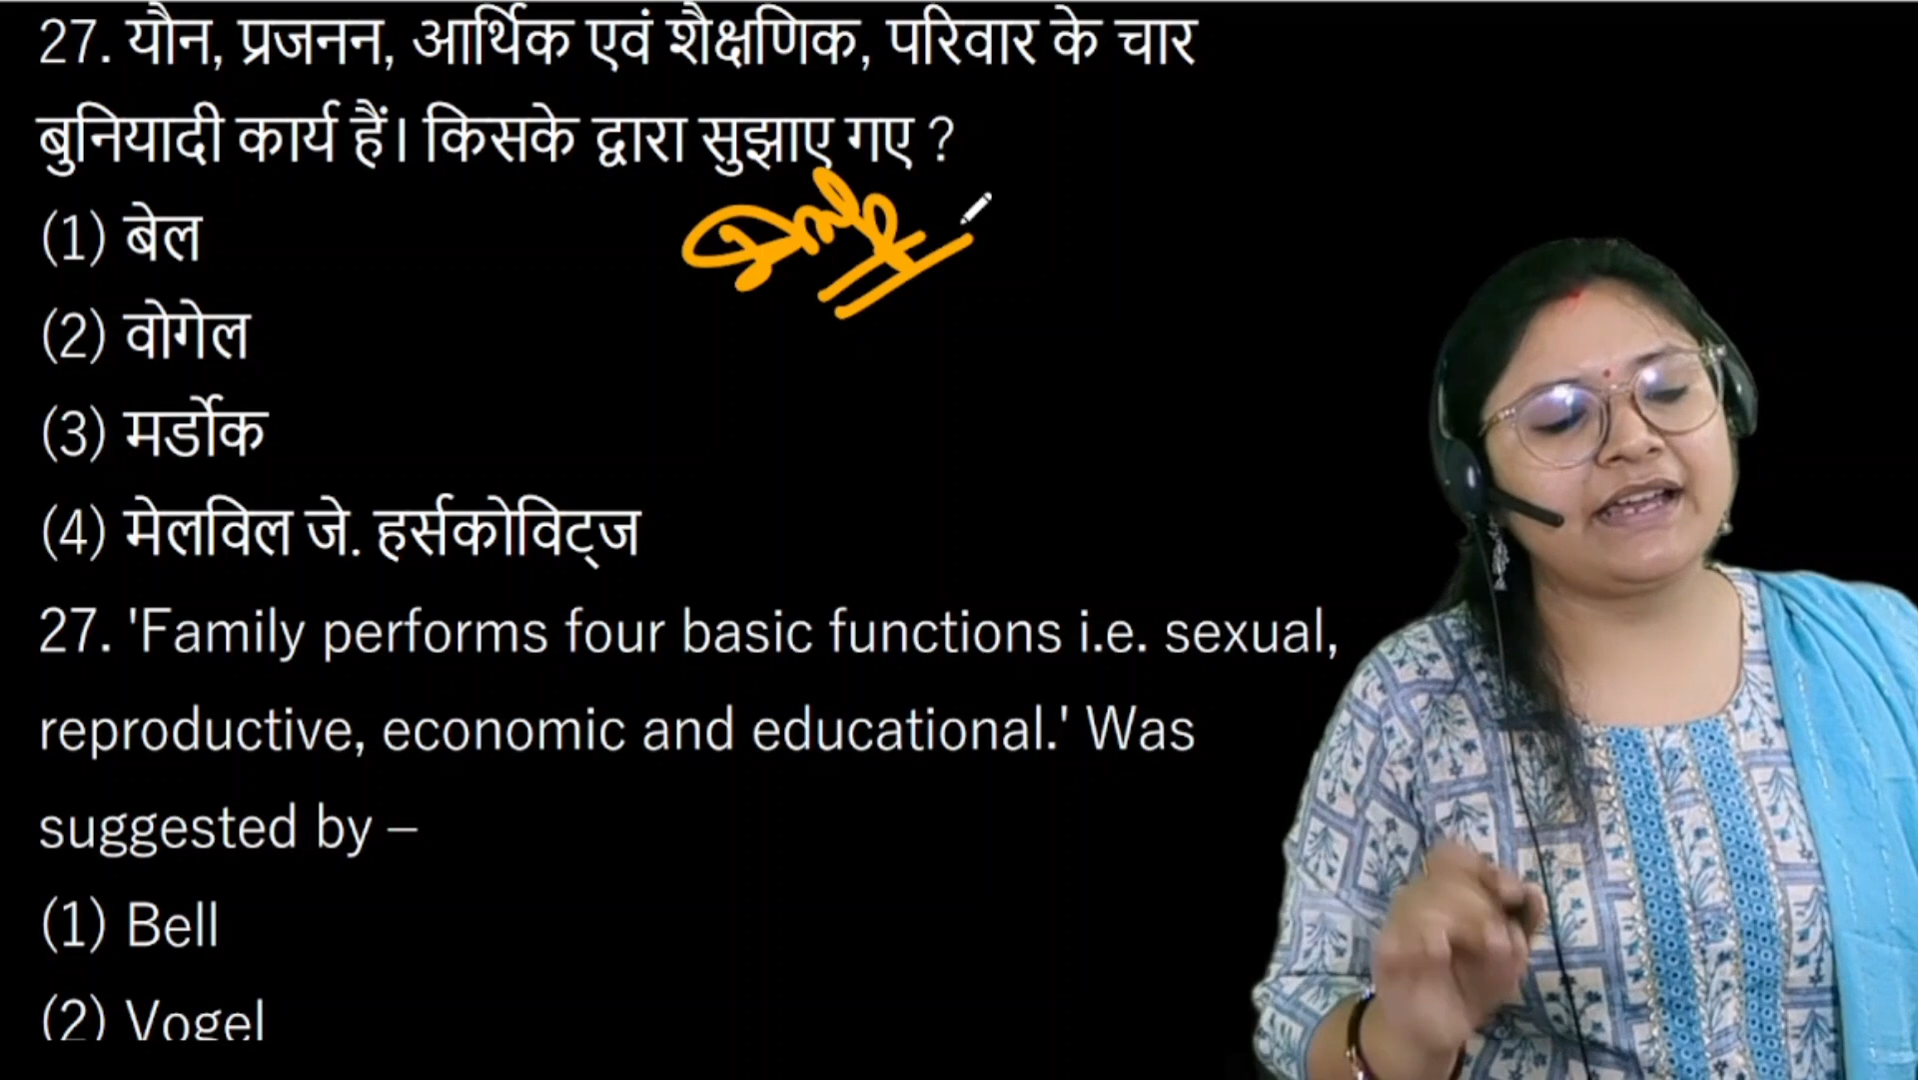 27. यौन, प्रजनन, आर्थिक एवं शैक्षणिक, परिवार के चार
बुनियादी कार्य हैं। किसके द्वारा सुझाए गए ?
(1) बेल
(2) वोगेल
(3) मर्डोक
(4) मेलविल जे. हर्सकोविट्ज
27. 'Family performs four basic functions i.e. sexual,
reproductive, economic and educational.' Was
suggested by –
(1) Bell
(2) Vogel